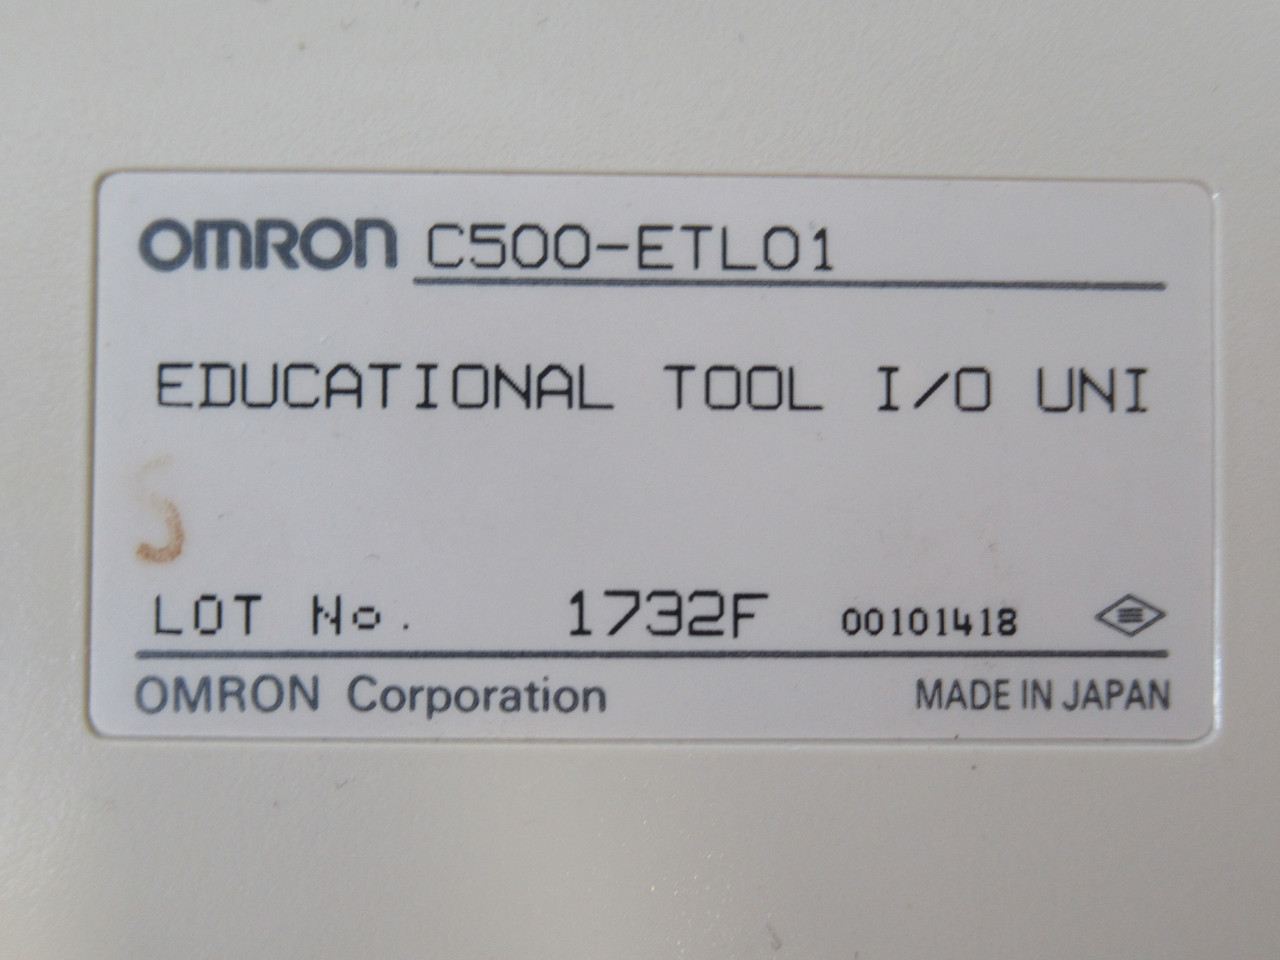 OMRON C500-ETL01
EDUCATIONAL TOOL I/O UNI
S
LOT No. 1732F 00101418
OMRON Corporation MADE IN JAPAN